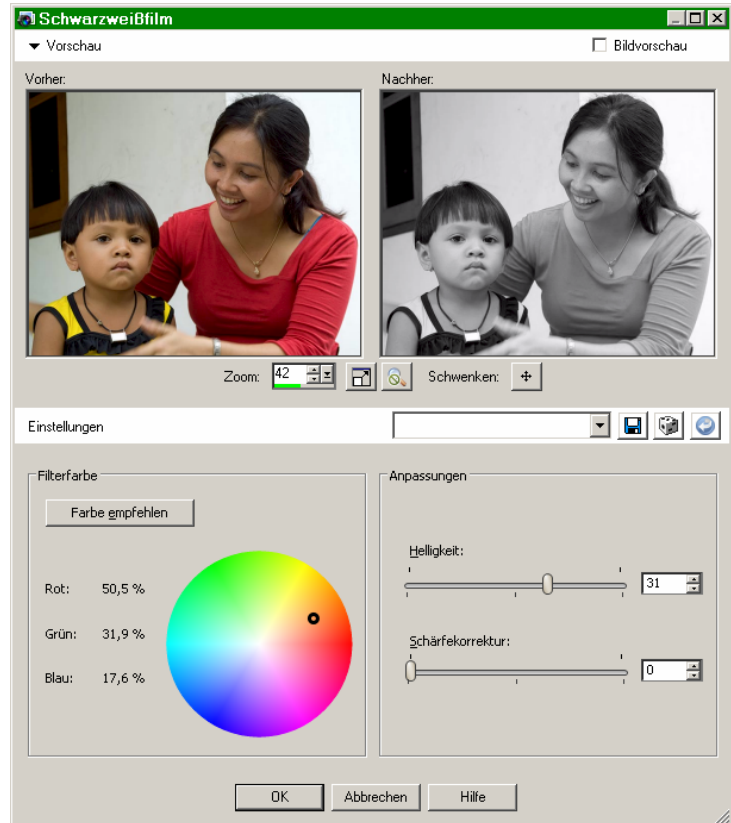 Schwarzweißfilm
Vorschau
Bildvorschau
Vorher:
Nachher:
Zoom: 42 Schwenken:
Einstellungen
Filterfarbe
Anpassungen
Farbe empfehlen
Helligkeit:
31
Rot: 50,5 %
Grün: 31,9 %
Schärfekorrektur:
0
Blau: 17,6 %
OK Abbrechen Hilfe